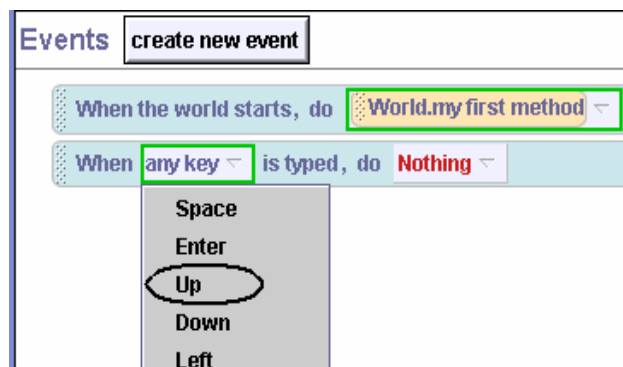 Events create new event
When the world starts, do World.my first method
When any key is typed, do Nothing
Space
Enter
Up
Down
Left